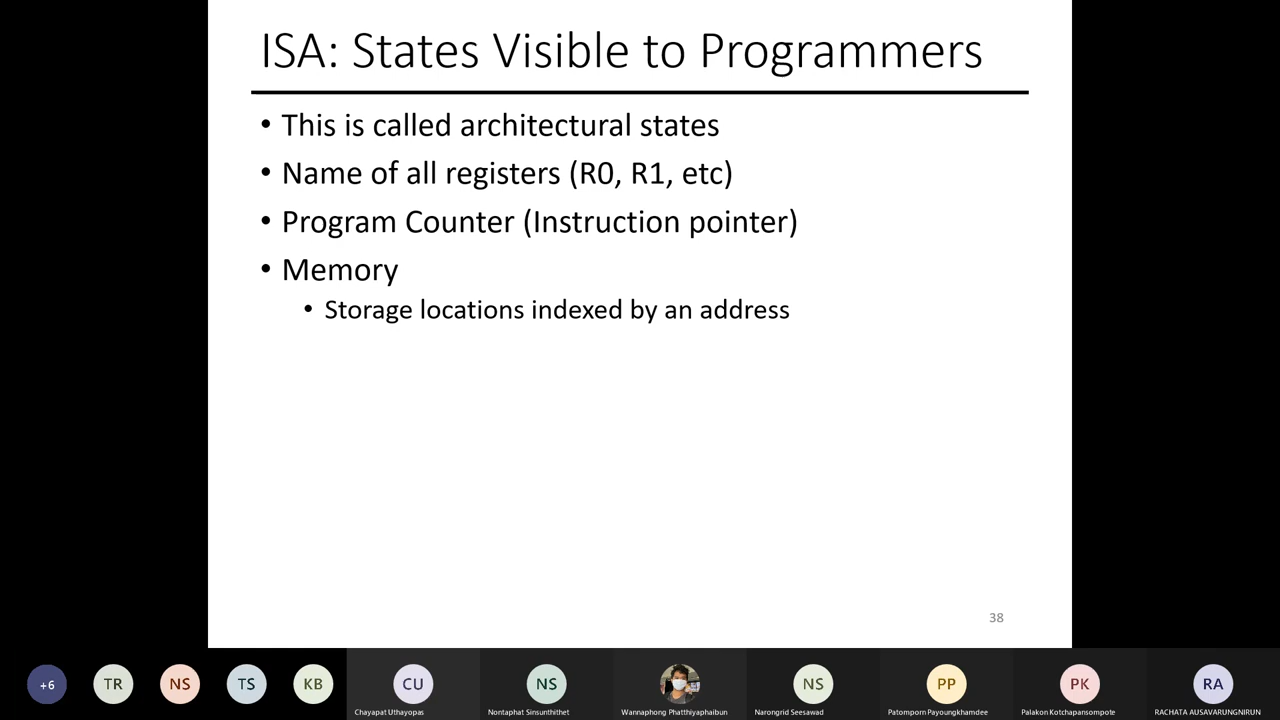 ISA: States Visible to Programmers
• This is called architectural states
• Name of all registers (R0, R1, etc)
• Program Counter (Instruction pointer)
• Memory
• Storage locations indexed by an address
38
+6
TR
NS
TS
KB
CU
NS
NS
PP
PK
RA
Chayapat Uthayopas
Nontaphat Sinsunthithet
Wannaphong Phatthiyaphaibun
Narongrid Seesawad
Patomporn Payoungkhamdee
Palakon Kotchapansompote
RACHATA AUSAVARUNGNIRUN